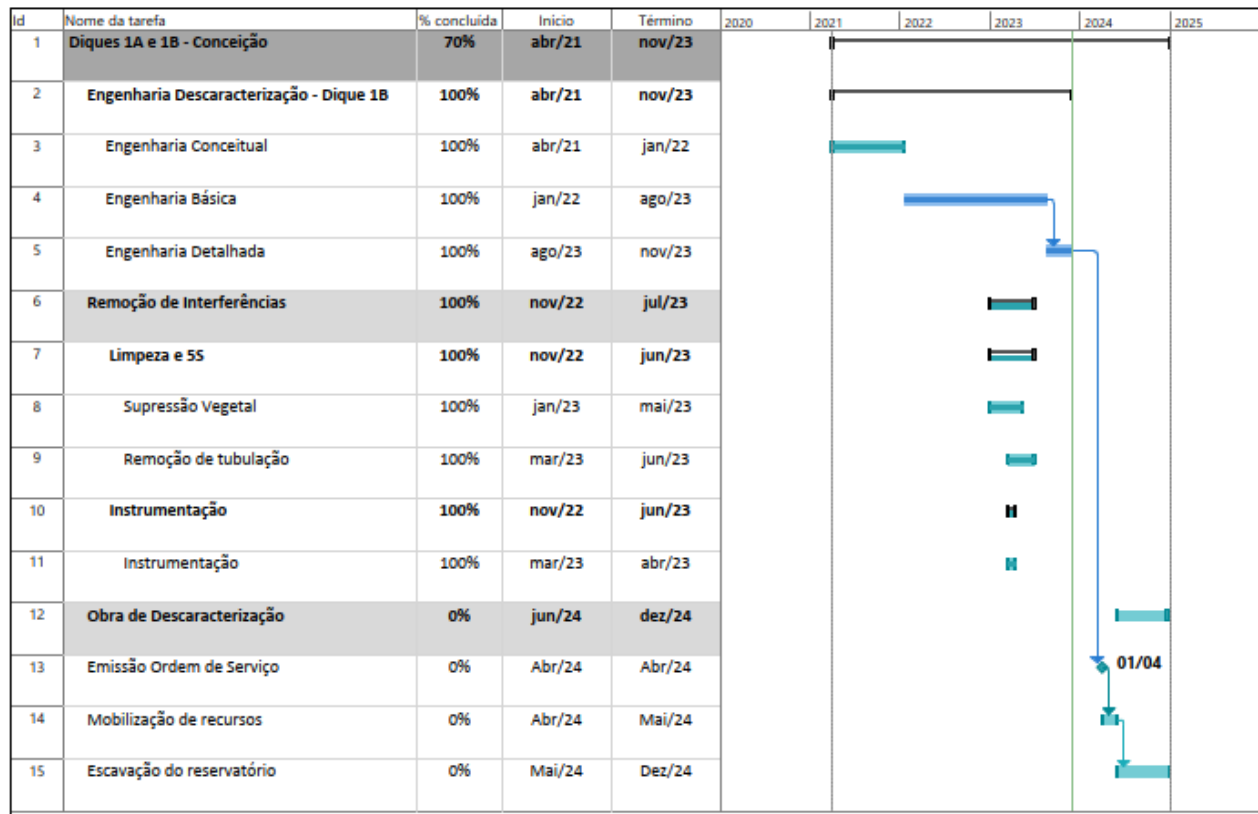 Id Nome da tarefa % concluída Início Término 2020 2021 2022 2023 2024 2025
1 Diques 1A e 1B - Conceição 70% abr/21 nov/23
2 Engenharia Descaracterização - Dique 1B 100% abr/21 nov/23
3 Engenharia Conceitual 100% abr/21 jan/22
4 Engenharia Básica 100% jan/22 ago/23
5 Engenharia Detalhada 100% ago/23 nov/23
6 Remoção de Interferências 100% nov/22 jul/23
7 Limpeza e 5S 100% nov/22 jun/23
8 Supressão Vegetal 100% jan/23 mai/23
9 Remoção de tubulação 100% mar/23 jun/23
10 Instrumentação 100% nov/22 jun/23
11 Instrumentação 100% mar/23 abr/23
12 Obra de Descaracterização 0% jun/24 dez/24
13 Emissão Ordem de Serviço 0% Abr/24 Abr/24 01/04
14 Mobilização de recursos 0% Abr/24 Mai/24
15 Escavação do reservatório 0% Mai/24 Dez/24